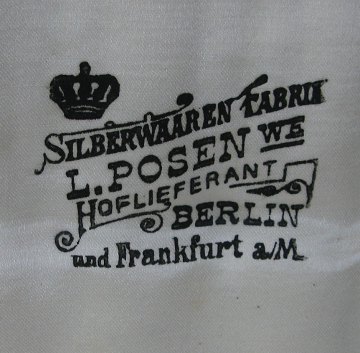 SILBERWAAREN FABRIK
L. POSEN WE
HOFLIEFERANT
BERLIN
und Frankfurt a/M.